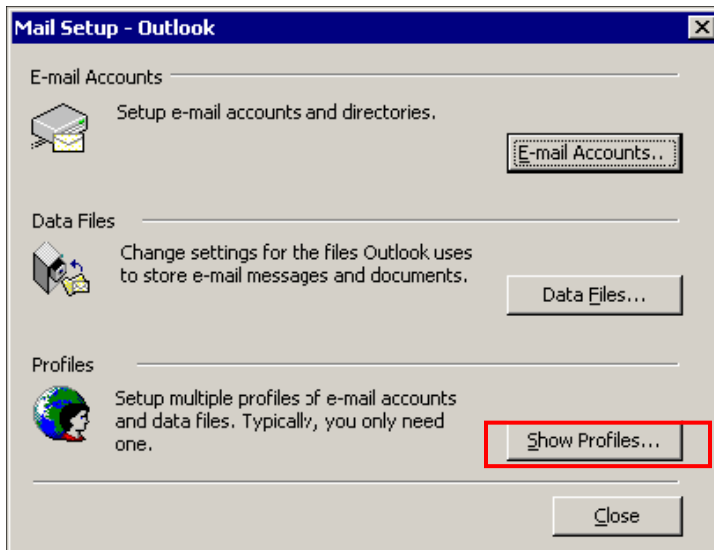 Mail Setup - Outlook
E-mail Accounts
Setup e-mail accounts and directories.
E-mail Accounts..
Data Files
Change settings for the files Outlook uses
to store e-mail messages and documents.
Data Files...
Profiles
Setup multiple profiles of e-mail accounts
and data files. Typically, you only need
one.
Show Profiles...
Close